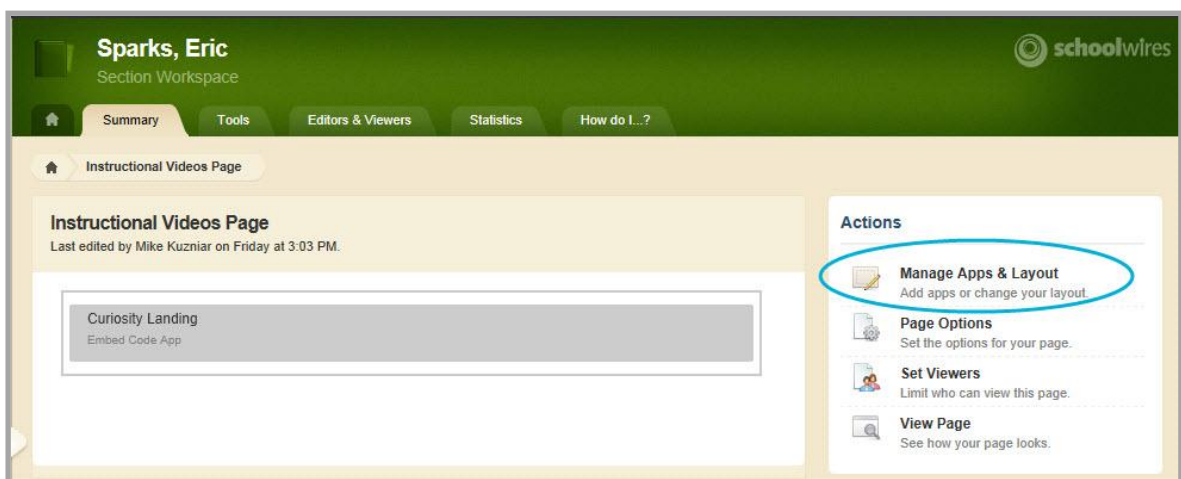 Sparks, Eric
Section Workspace
schoolwires
Summary
Tools
Editors & Viewers
Statistics
How do I...?
Instructional Videos Page
Instructional Videos Page
Last edited by Mike Kuzniar on Friday at 3:03 PM.
Curiosity Landing
Embed Code App
Actions
Manage Apps & Layout
Add apps or change your layout.
Page Options
Set the options for your page.
Set Viewers
Limit who can view this page.
View Page
See how your page looks.